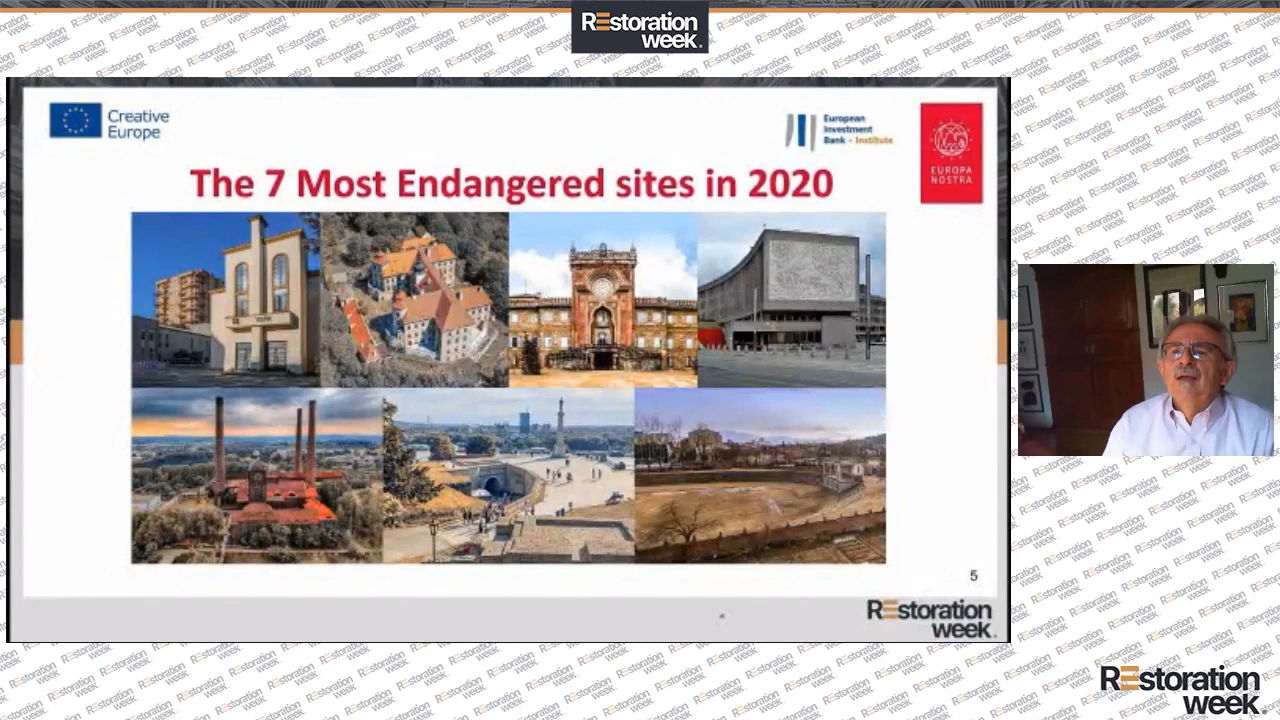 REstoration
week.
Creative
Europe
European
Investment
Bank • Institute
EUROPA
NOSTRA
The 7 Most Endangered sites in 2020
5
REstoration
week.
REstoration
week.